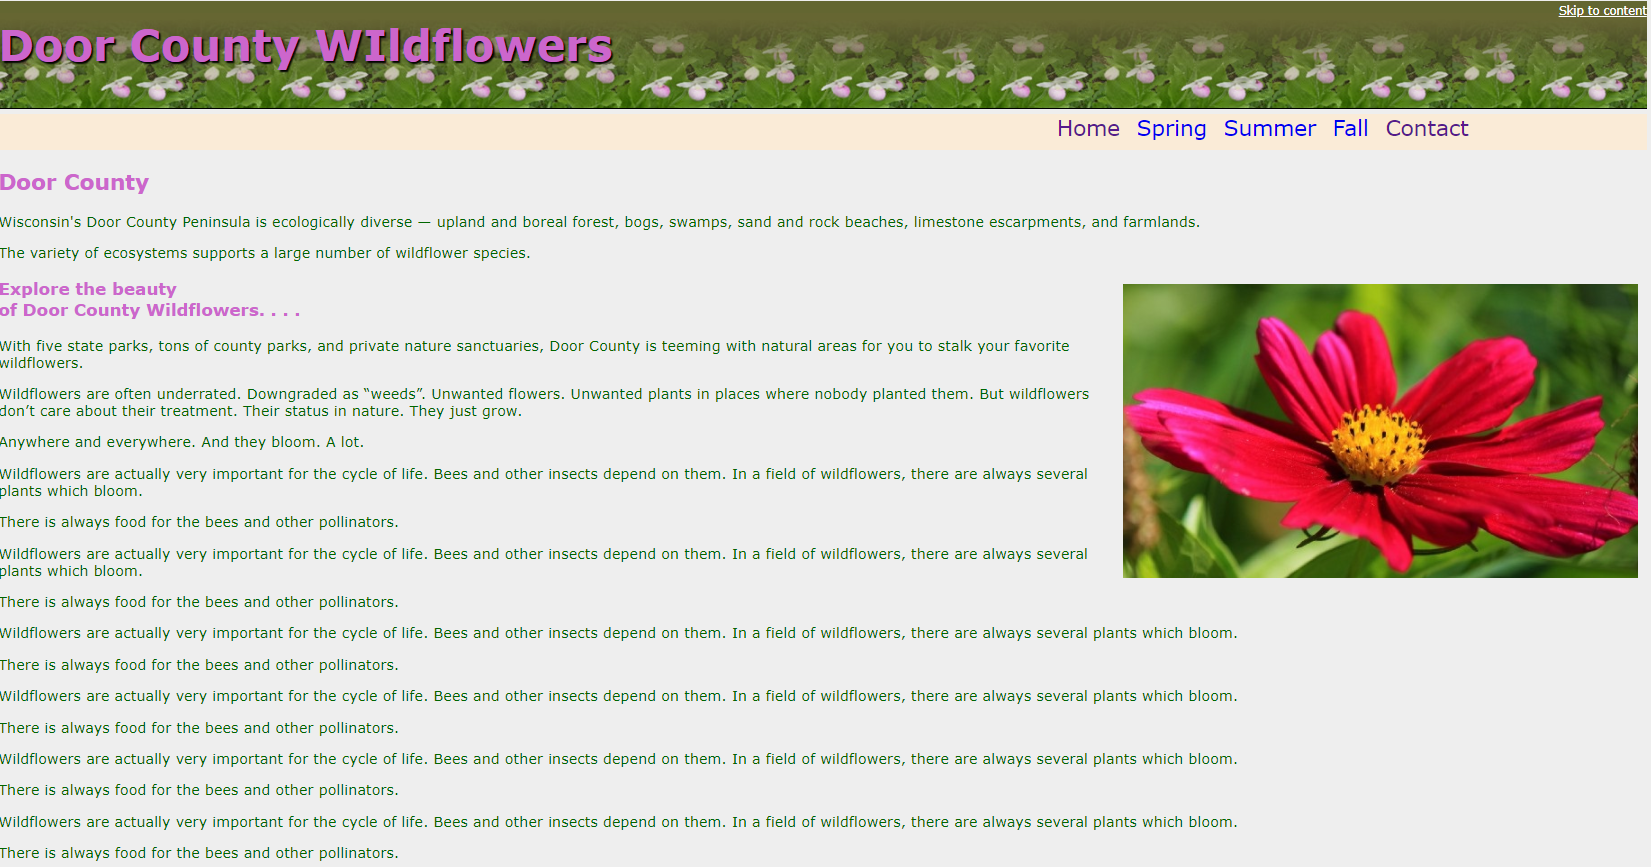 Skip to content
Door County WIldflowers
Home Spring Summer Fall Contact
Door County
Wisconsin's Door County Peninsula is ecologically diverse — upland and boreal forest, bogs, swamps, sand and rock beaches, limestone escarpments, and farmlands.
The variety of ecosystems supports a large number of wildflower species.
Explore the beauty
of Door County Wildflowers. . . .
With five state parks, tons of county parks, and private nature sanctuaries, Door County is teeming with natural areas for you to stalk your favorite
wildflowers.
Wildflowers are often underrated. Downgraded as “weeds”. Unwanted flowers. Unwanted plants in places where nobody planted them. But wildflowers
don’t care about their treatment. Their status in nature. They just grow.
Anywhere and everywhere. And they bloom. A lot.
Wildflowers are actually very important for the cycle of life. Bees and other insects depend on them. In a field of wildflowers, there are always several
plants which bloom.
There is always food for the bees and other pollinators.
Wildflowers are actually very important for the cycle of life. Bees and other insects depend on them. In a field of wildflowers, there are always several
plants which bloom.
There is always food for the bees and other pollinators.
Wildflowers are actually very important for the cycle of life. Bees and other insects depend on them. In a field of wildflowers, there are always several plants which bloom.
There is always food for the bees and other pollinators.
Wildflowers are actually very important for the cycle of life. Bees and other insects depend on them. In a field of wildflowers, there are always several plants which bloom.
There is always food for the bees and other pollinators.
Wildflowers are actually very important for the cycle of life. Bees and other insects depend on them. In a field of wildflowers, there are always several plants which bloom.
There is always food for the bees and other pollinators.
Wildflowers are actually very important for the cycle of life. Bees and other insects depend on them. In a field of wildflowers, there are always several plants which bloom.
There is always food for the bees and other pollinators.